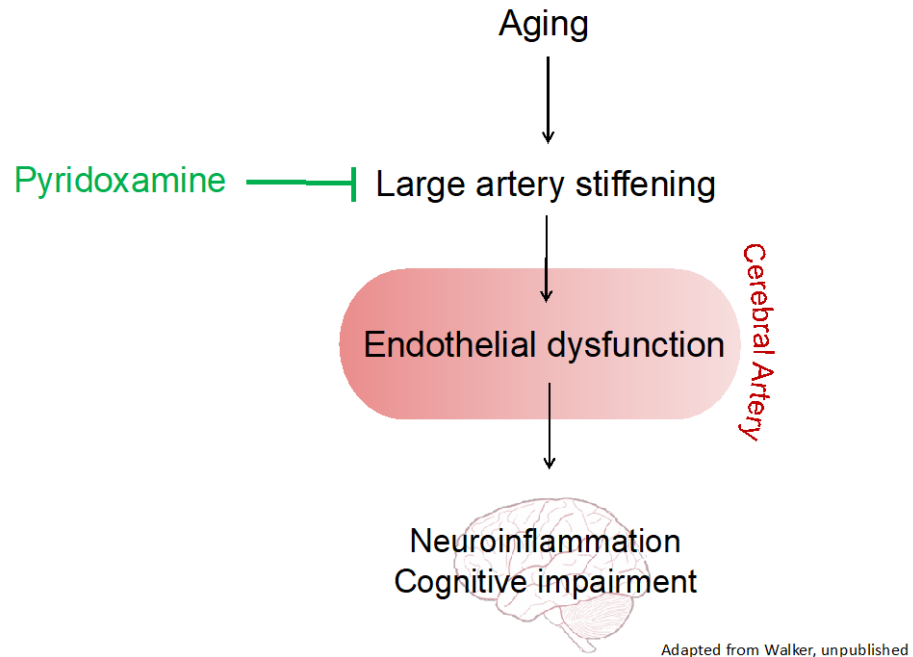 Aging
Pyridoxamine
Large artery stiffening
Endothelial dysfunction
Cerebral Artery
Neuroinflammation
Cognitive impairment
Adapted from Walker, unpublished